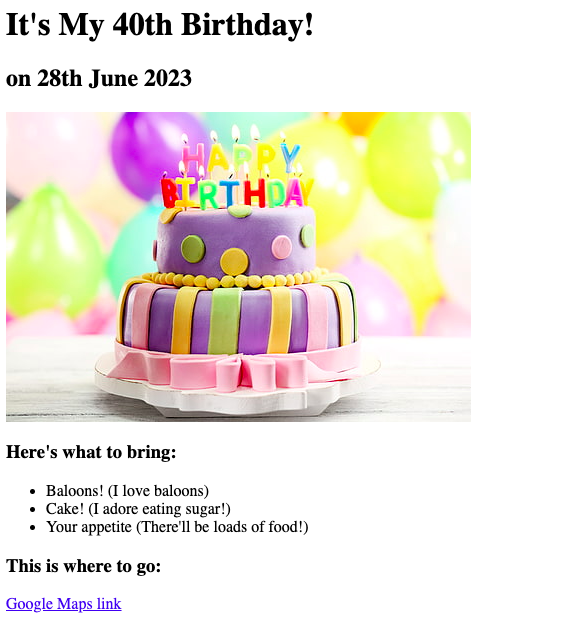 It's My 40th Birthday!
on 28th June 2023
HAPPY
BIRTHDAY
Here's what to bring:
Baloons! (I love baloons)
Cake! (I adore eating sugar!)
Your appetite (There'll be loads of food!)
This is where to go:
Google Maps link